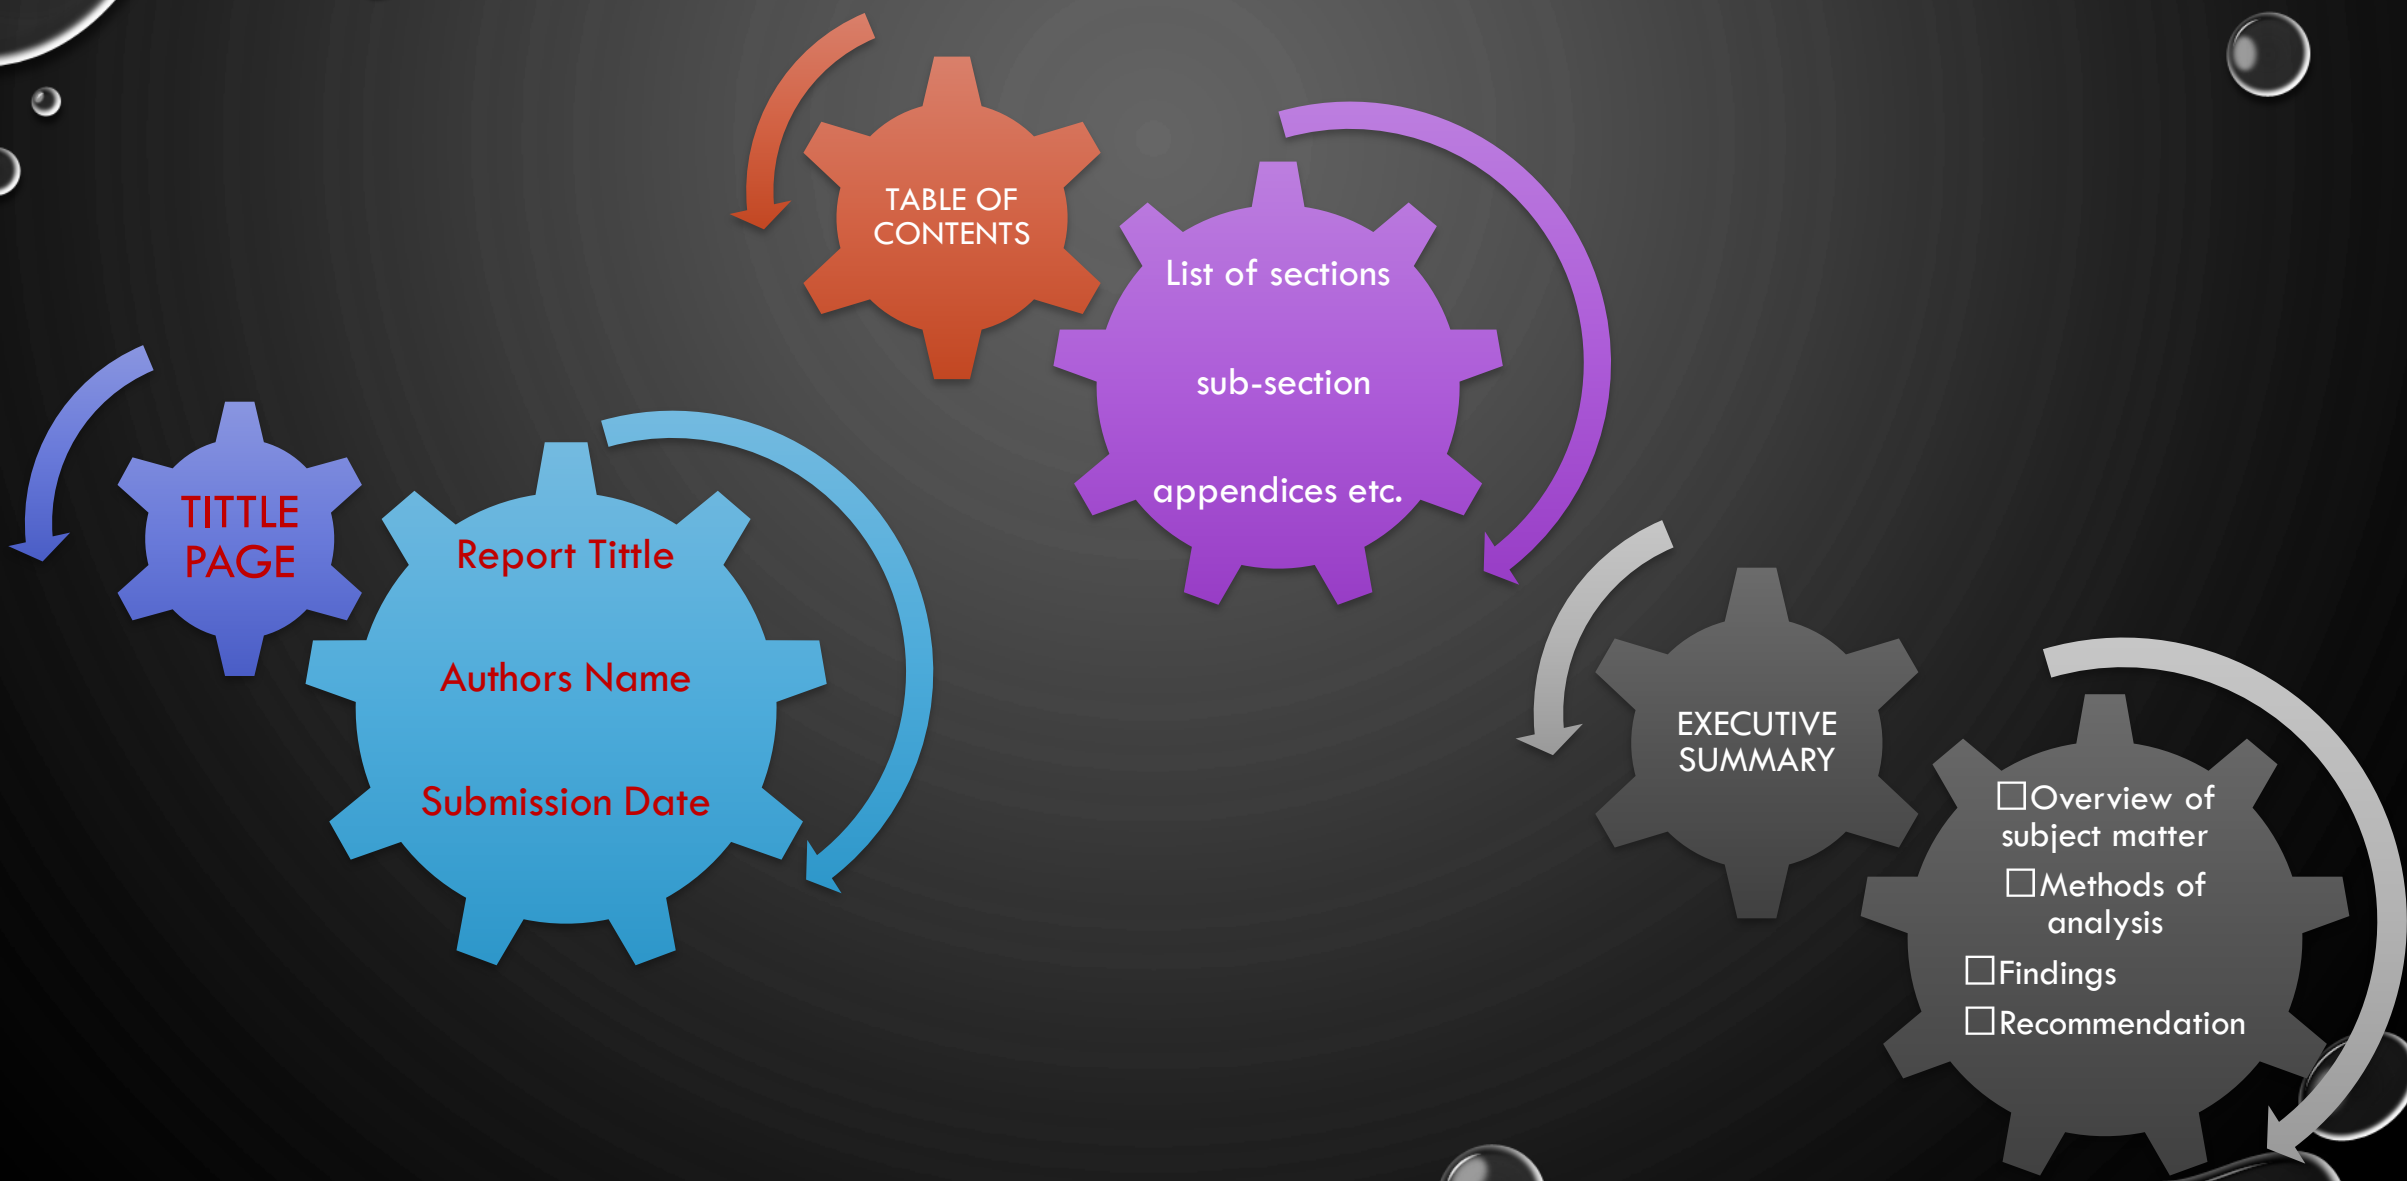 TITTLE
PAGE
Report Tittle
Authors Name
Submission Date
TABLE OF
CONTENTS
List of sections
sub-section
appendices etc.
EXECUTIVE
SUMMARY
☐Overview of
subject matter
☐Methods of
analysis
☐Findings
☐Recommendation